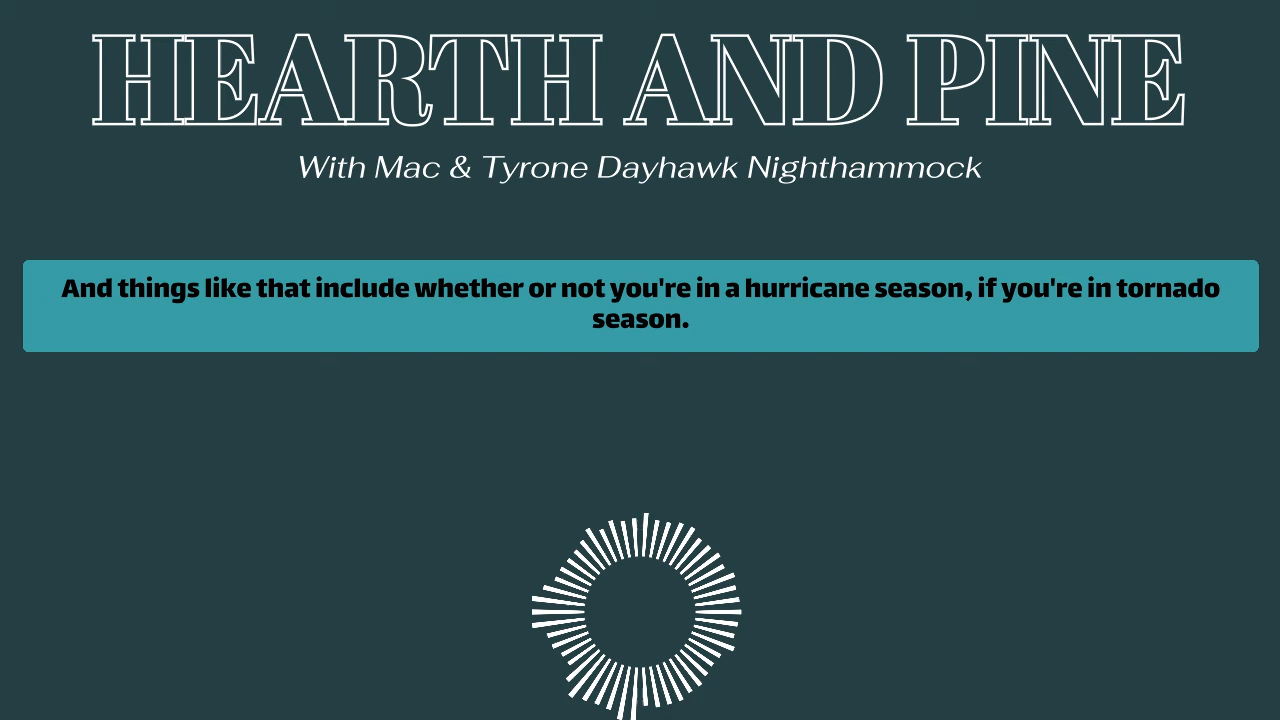 HEARTH AND PINE
With Mac & Tyrone Dayhawk Nighthammock
And things like that include whether or not you're in a hurricane season, if you're in tornado
season.